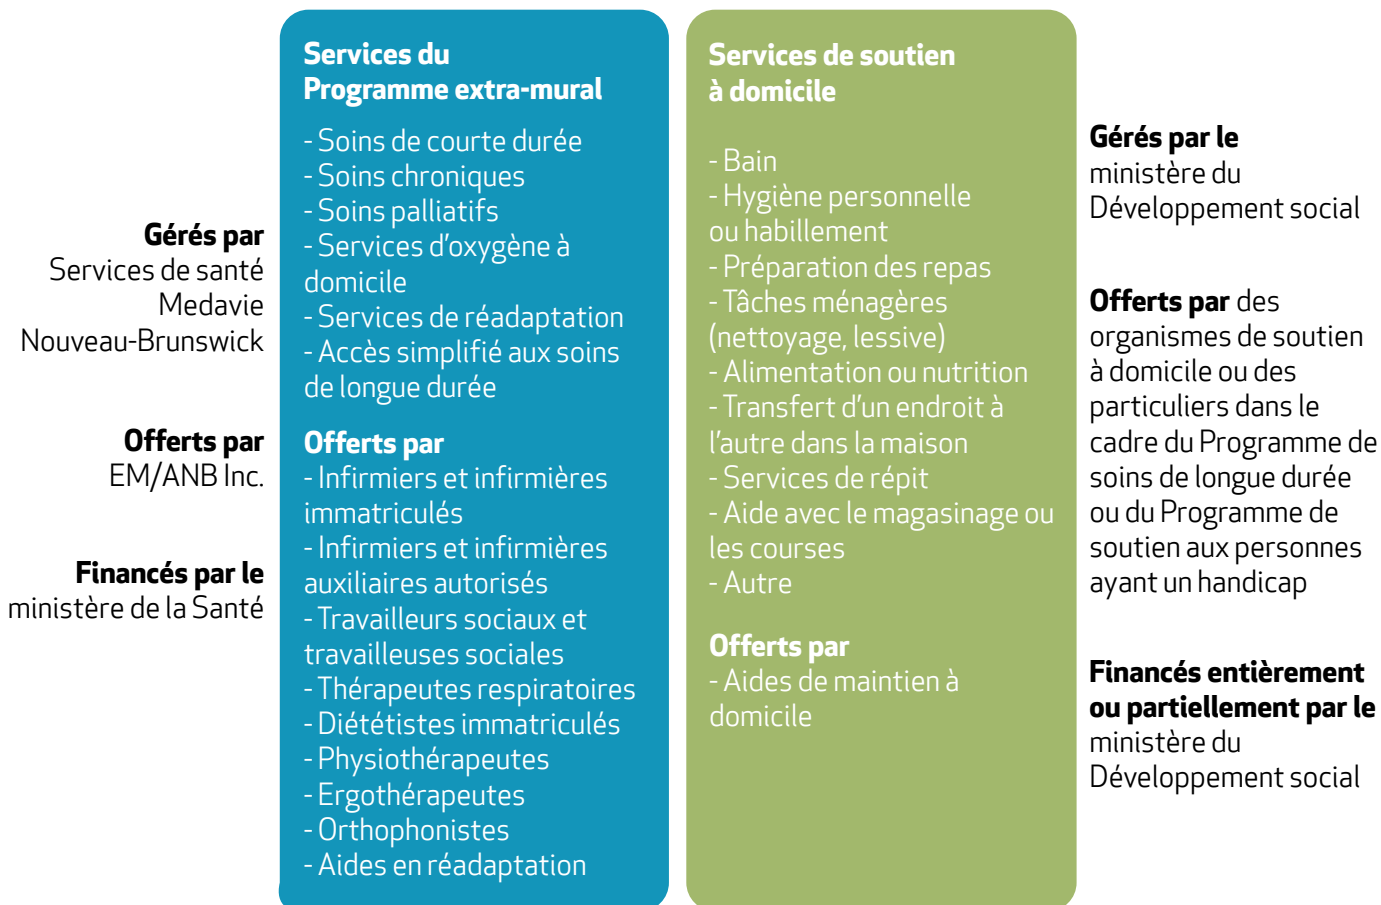 Gérés par
Services de santé
Medavie
Nouveau-Brunswick
Offerts par
EM/ANB Inc.
Financés par le
ministère de la Santé
Services du
Programme extra-mural
- Soins de courte durée
- Soins chroniques
- Soins palliatifs
- Services d'oxygène à
domicile
- Services de réadaptation
- Accès simplifié aux soins
de longue durée
Offerts par
- Infirmiers et infirmières
immatriculés
- Infirmiers et infirmières
auxiliaires autorisés
- Travailleurs sociaux et
travailleuses sociales
- Thérapeutes respiratoires
- Diététistes immatriculés
- Physiothérapeutes
- Ergothérapeutes
- Orthophonistes
- Aides en réadaptation
Services de soutien
à domicile
- Bain
- Hygiène personnelle
ou habillement
- Préparation des repas
- Tâches ménagères
(nettoyage, lessive)
- Alimentation ou nutrition
- Transfert d'un endroit à
l'autre dans la maison
- Services de répit
- Aide avec le magasinage ou
les courses
- Autre
Offerts par
- Aides de maintien à
domicile
Gérés par le
ministère du
Développement social
Offerts par des
organismes de soutien
à domicile ou des
particuliers dans le
cadre du Programme de
soins de longue durée
ou du Programme de
soutien aux personnes
ayant un handicap
Financés entièrement
ou partiellement par le
ministère du
Développement social